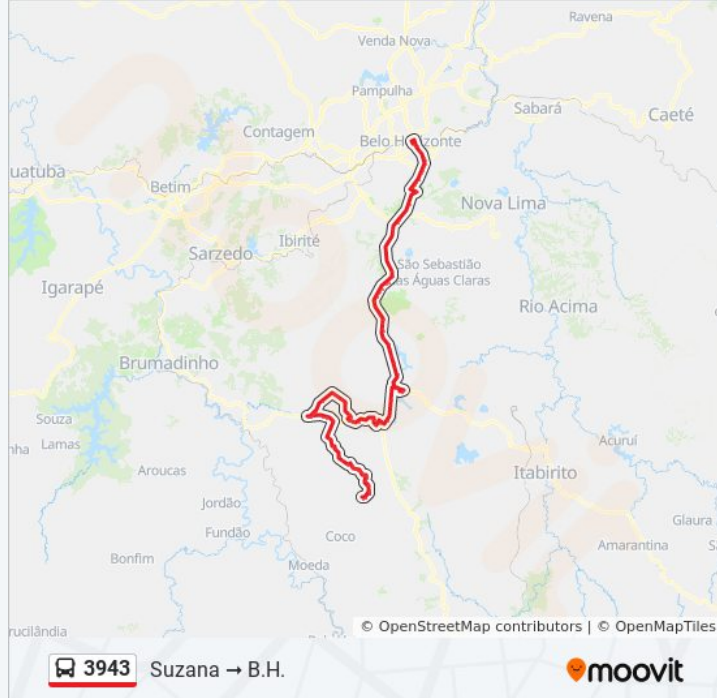 Ravena
Venda Nova
Pampulha
Sabará
Caeté
Contagem
Belo Horizonte
uatuba
Betim
Nova Lima
Ibirité
Sarzedo
São Sebastião
as Águas Claras
Igarapé
Rio Acima
Brumadinho
Souza
Lamas
nha
Acuruí
Aroucas
Itabirito
Jordão
Glaura
Fundão
Coco
Amarantina
Bonfim
Moeda
rucilândia
© OpenStreetMap contributors | © OpenMapTiles
3943 Suzana → B.H.
moovit